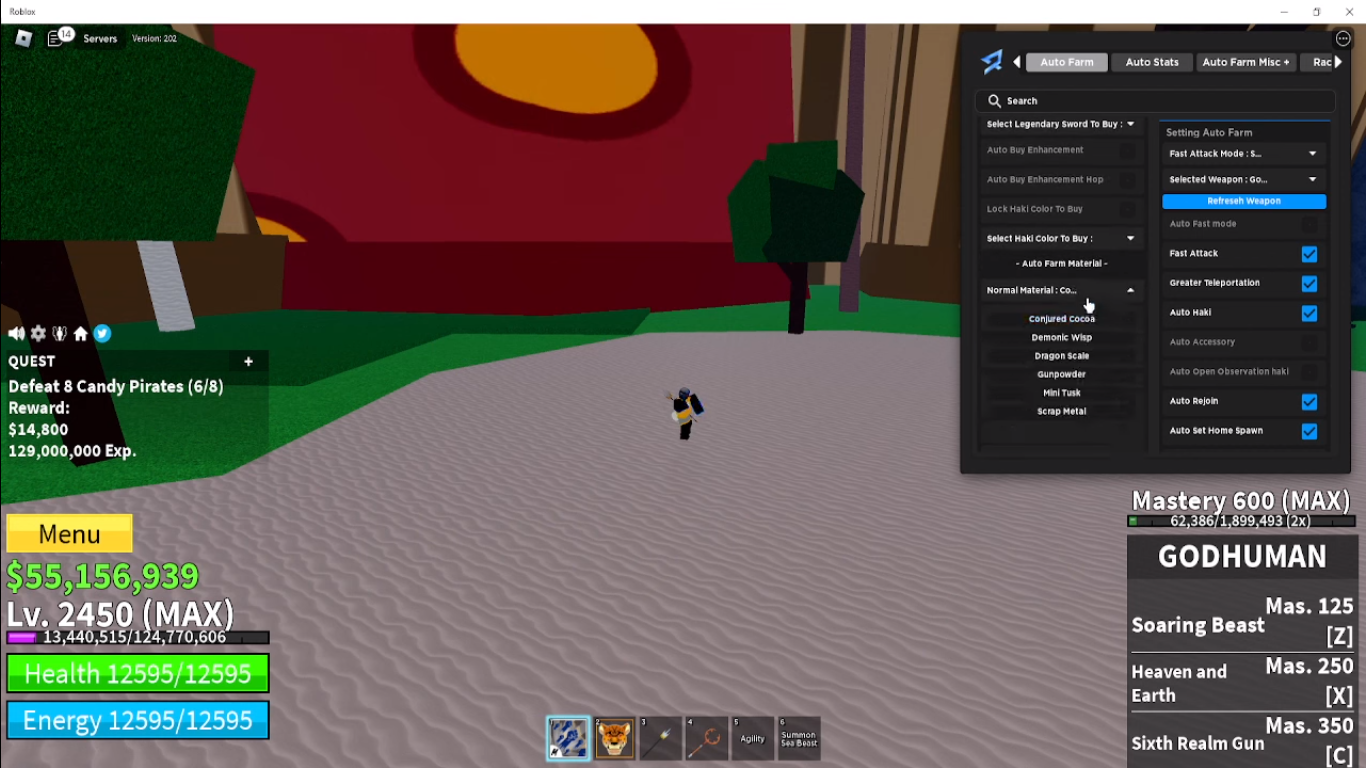 Roblox
14
Servers
Version: 202
QUEST
+
Defeat 8 Candy Pirates (6/8)
Reward:
$14,800
129,000,000 Exp.
Menu
$55,156,939
Lv. 2450 (MAX)
13,440,515/124,770,606
Health 12595/12595
Energy 12595/12595
2
3
4
5
Agility
6
Summon
Sea Beast
Auto Farm
Auto Stats
Auto Farm Misc +
Rac
Search
Select Legendary Sword To Buy :
Auto Buy Enhancement
Auto Buy Enhancement Hop
Lock Haki Color To Buy
Select Haki Color To Buy :
- Auto Farm Material -
Normal Material : Co...
Conjured Cocoa
Demonic Wisp
Dragon Scale
Gunpowder
Mini Tusk
Scrap Metal
Setting Auto Farm
Fast Attack Mode : S...
Selected Weapon : Go...
Refreseh Weapon
Auto Fast mode
Fast Attack
Greater Teleportation
Auto Haki
Auto Accessory
Auto Open Observation haki
Auto Rejoin
Auto Set Home Spawn
Mastery 600 (MAX)
62,386/1,899,493 (2x)
GODHUMAN
Soaring Beast
Mas. 125
[Z]
Heaven and
Earth
Mas. 250
[X]
Sixth Realm Gun
Mas. 350
[C]